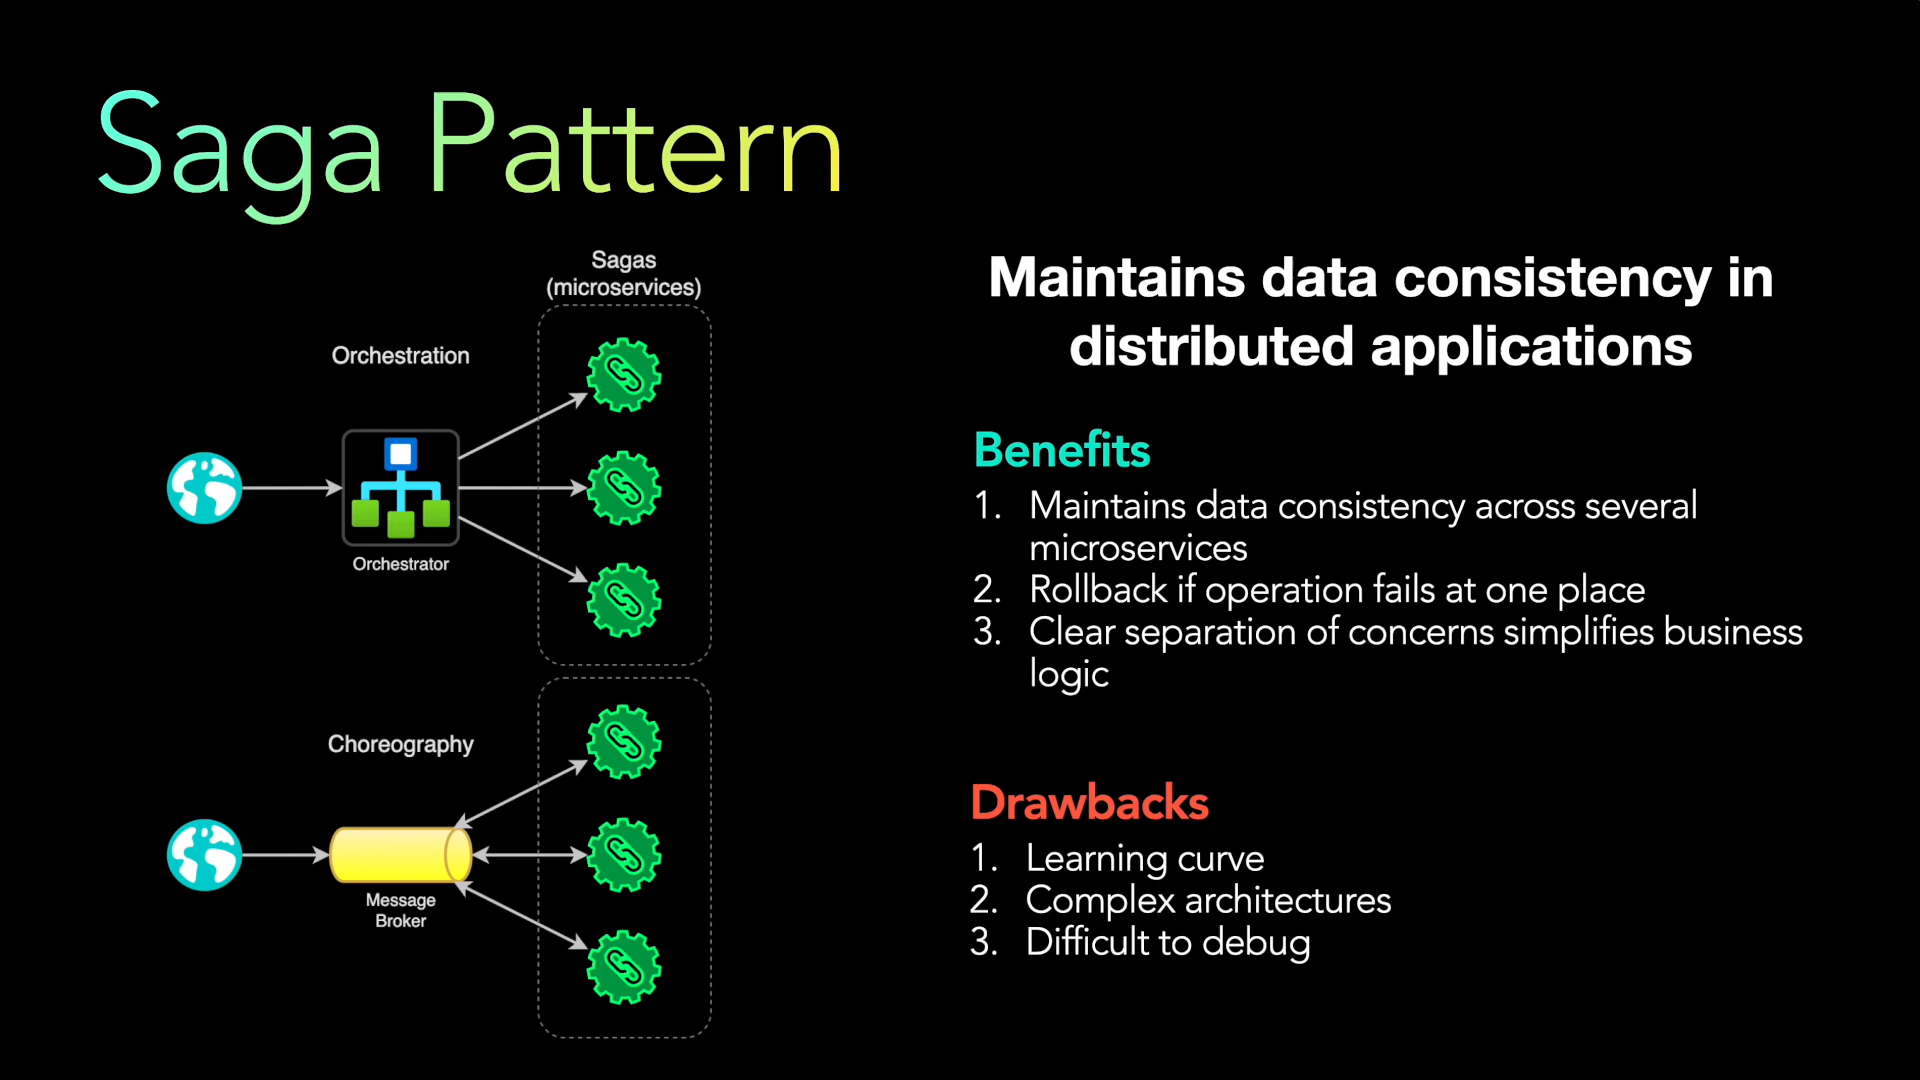 Saga Pattern
Sagas
(microservices)
Orchestration
Orchestrator
Choreography
Message
Broker
Maintains data consistency in
distributed applications
Benefits
1. Maintains data consistency across several
microservices
2. Rollback if operation fails at one place
3. Clear separation of concerns simplifies business
logic
Drawbacks
1. Learning curve
2. Complex architectures
3. Difficult to debug